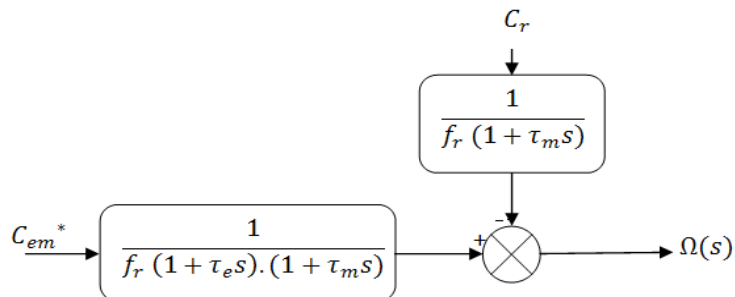 C_r
1
f_r (1 + τ_m s)
-
C_em* + Ω(s)
1
f_r (1 + τ_e s).(1 + τ_m s)